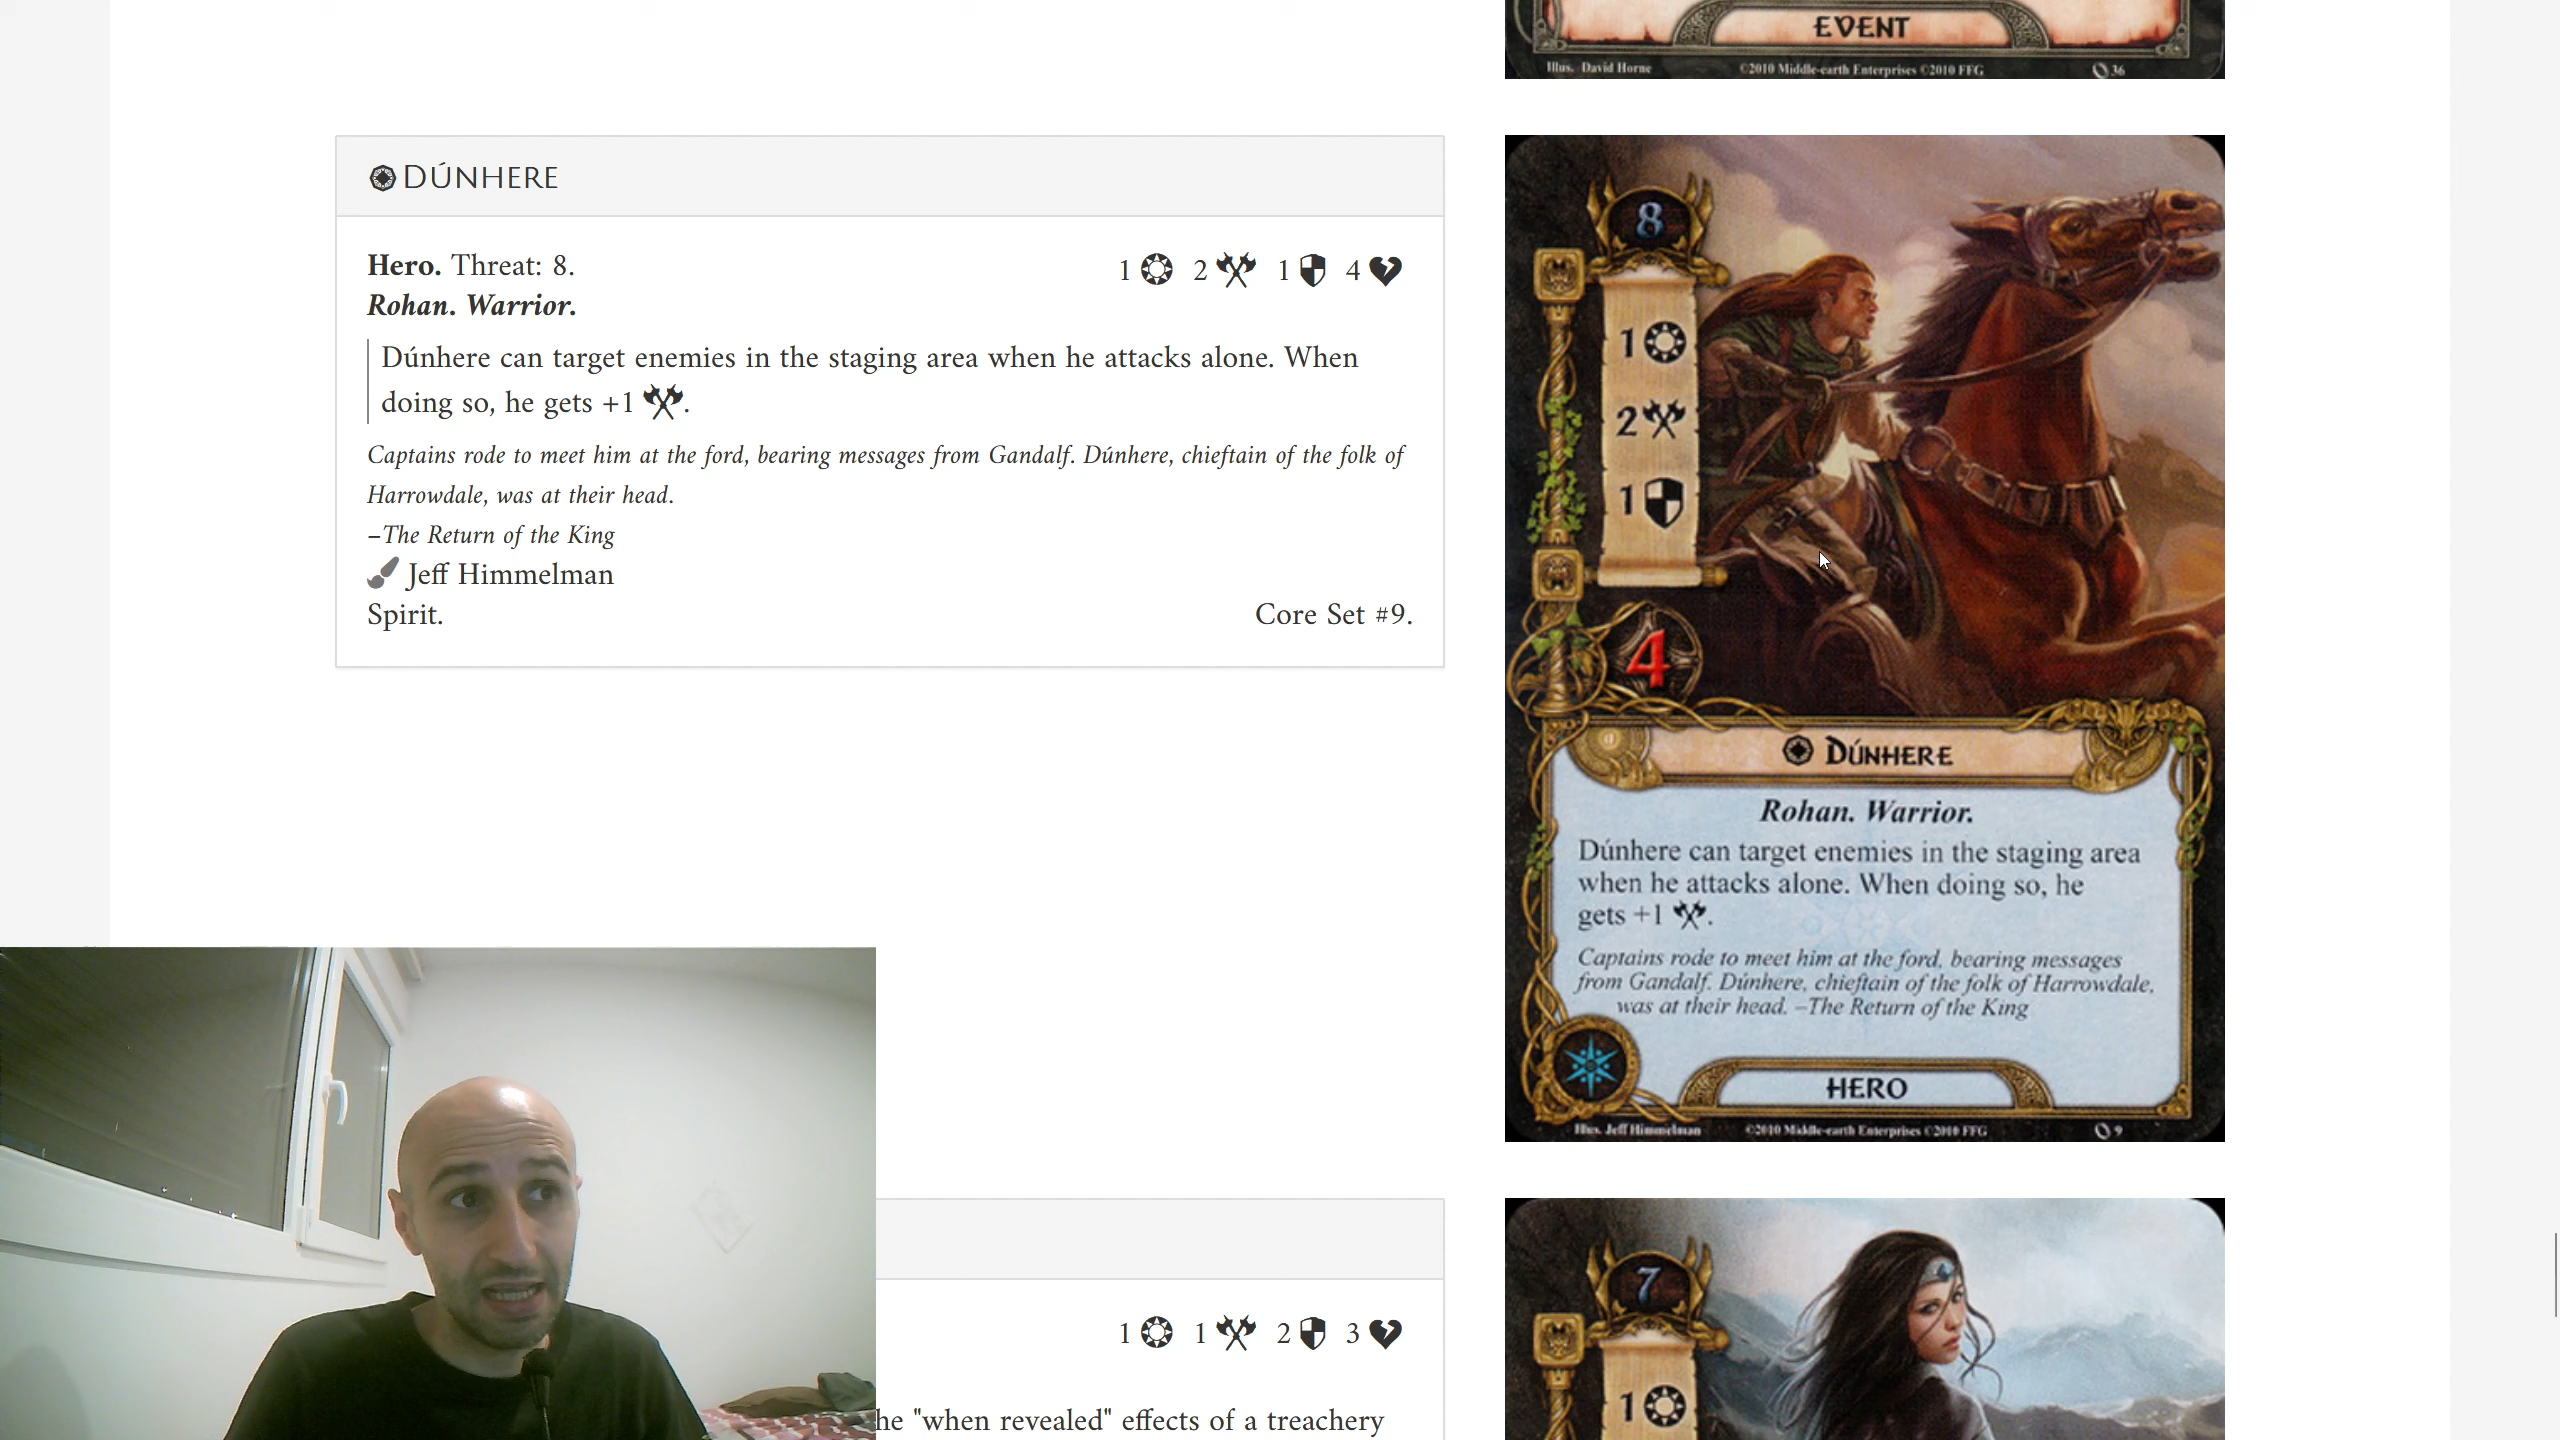 EVENT
Illus. David Horne ©2010 Middle-earth Enterprises ©2010 FFG 36
DÚNHERE
Hero. Threat: 8.
1 2 1 4
Rohan. Warrior.
Dúnhere can target enemies in the staging area when he attacks alone. When
doing so, he gets +1 .
Captains rode to meet him at the ford, bearing messages from Gandalf. Dúnhere, chieftain of the folk of
Harrowdale, was at their head.
–The Return of the King
Jeff Himmelman
Spirit.
Core Set #9.
8
1
2
1
4
DÚNHERE
Rohan. Warrior.
Dúnhere can target enemies in the staging area
when he attacks alone. When doing so, he
gets +1 .
Captains rode to meet him at the ford, bearing messages
from Gandalf. Dúnhere, chieftain of the folk of Harrowdale,
was at their head. –The Return of the King
HERO
Illus. Jeff Himmelman ©2010 Middle-earth Enterprises ©2010 FFG 9
1 1 2 3
he "when revealed" effects of a treachery
7
1